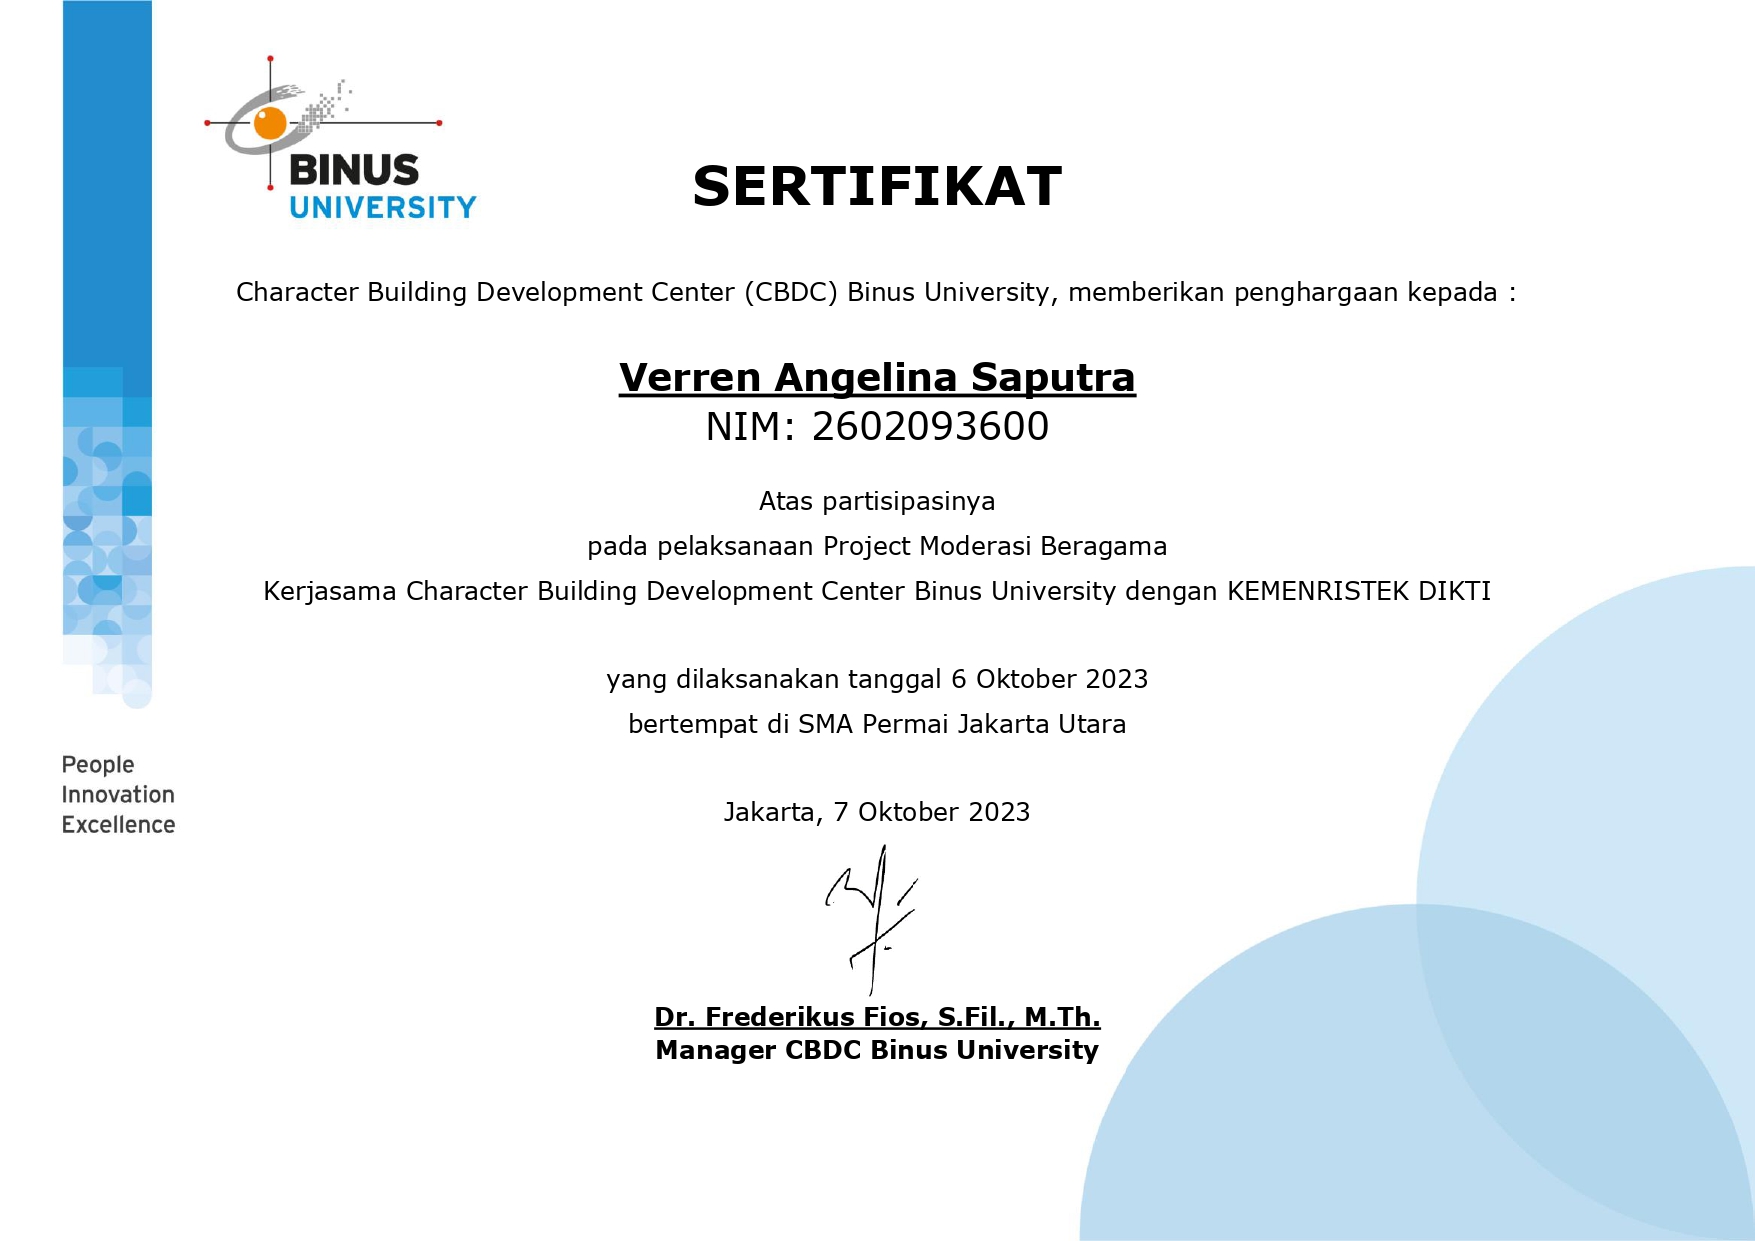 BINUS
UNIVERSITY
SERTIFIKAT
Character Building Development Center (CBDC) Binus University, memberikan penghargaan kepada :
Verren Angelina Saputra
NIM: 2602093600
Atas partisipasinya
pada pelaksanaan Project Moderasi Beragama
Kerjasama Character Building Development Center Binus University dengan KEMENRISTEK DIKTI
yang dilaksanakan tanggal 6 Oktober 2023
bertempat di SMA Permai Jakarta Utara
People
Innovation
Excellence
Jakarta, 7 Oktober 2023
Dr. Frederikus Fios, S.Fil., M.Th.
Manager CBDC Binus University